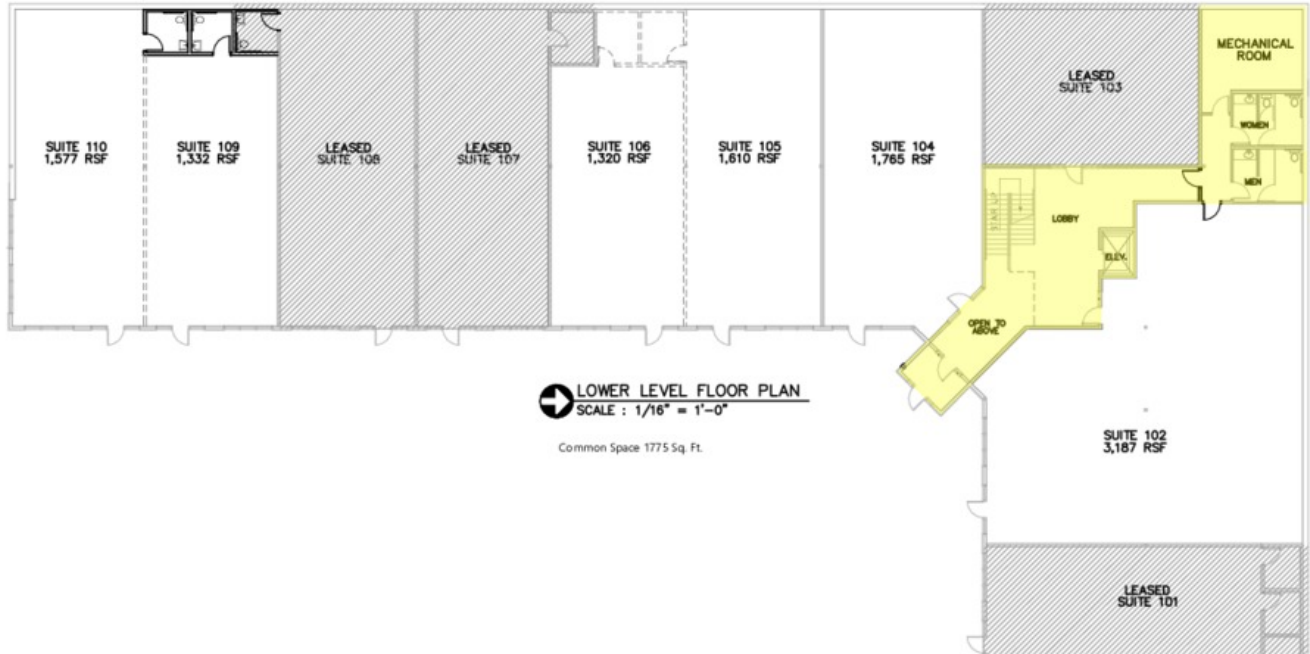 MECHANICAL
ROOM
LEASED
SUITE 103
WOMEN
MEN
SUITE 110
1,577 RSF
SUITE 109
1,332 RSF
LEASED
SUITE 108
LEASED
SUITE 107
SUITE 106
1,320 RSF
SUITE 105
1,610 RSF
SUITE 104
1,765 RSF
STAIR UP
LOBBY
ELEV.
OPEN TO
ABOVE
LOWER LEVEL FLOOR PLAN
SCALE : 1/16" = 1'-0"
Common Space 1775 Sq. Ft.
SUITE 102
3,187 RSF
LEASED
SUITE 101